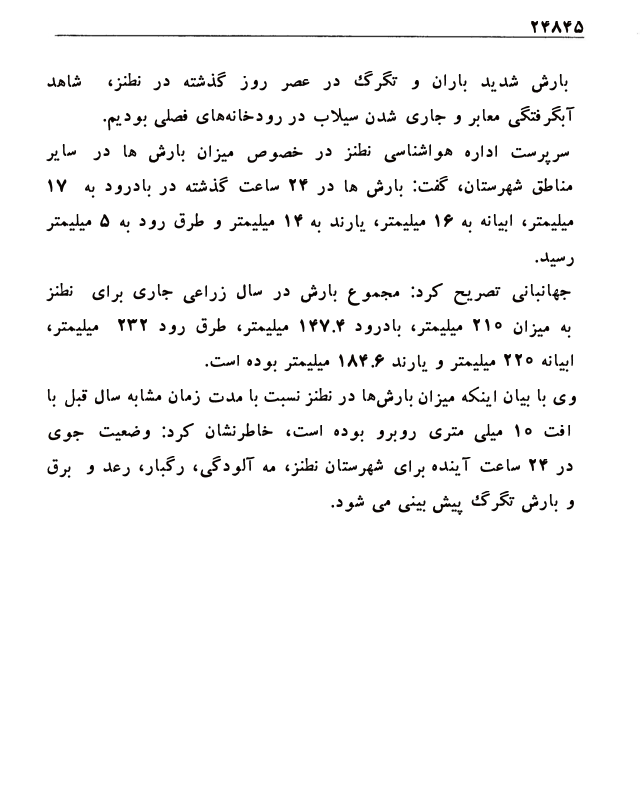 ۲۴۸۴۵
بارش شدید باران و تگرگ در عصر روز گذشته در نطنز، شاهد
آبگرفتگی معابر و جاری شدن سیلاب در رودخانه‌های فصلی بودیم.
سرپرست اداره هواشناسی نطنز در خصوص میزان بارش ها در سایر
مناطق شهرستان، گفت: بارش ها در ۲۴ ساعت گذشته در بادرود به ۱۷
میلیمتر، ابیانه به ۱۶ میلیمتر، یارند به ۱۴ میلیمتر و طرق رود به ۵ میلیمتر
رسید.
جهانبانی تصریح کرد: مجموع بارش در سال زراعی جاری برای نطنز
به میزان ۲۱۰ میلیمتر، بادرود ۱۴۷.۴ میلیمتر، طرق رود ۲۳۲ میلیمتر،
ابیانه ۲۲۰ میلیمتر و یارند ۱۸۴.۶ میلیمتر بوده است.
وی با بیان اینکه میزان بارش‌ها در نطنز نسبت با مدت زمان مشابه سال قبل با
افت ۱۰ میلی متری روبرو بوده است، خاطرنشان کرد: وضعیت جوی
در ۲۴ ساعت آینده برای شهرستان نطنز، مه آلودگی، رگبار، رعد و برق
و بارش تگرگ پیش بینی می شود.